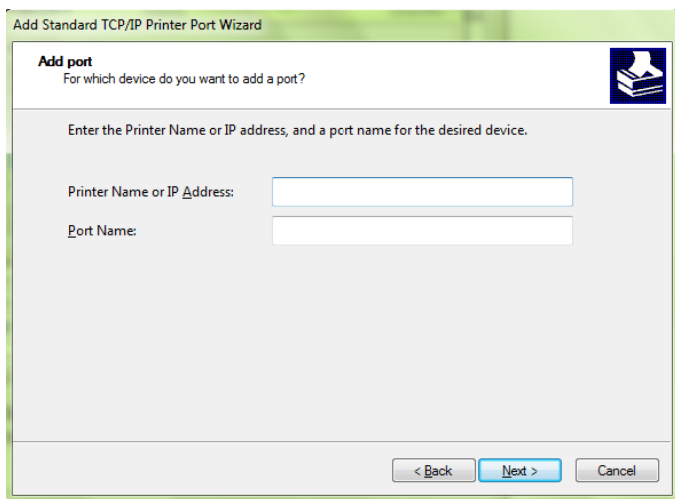 Add Standard TCP/IP Printer Port Wizard
Add port
For which device do you want to add a port?
Enter the Printer Name or IP address, and a port name for the desired device.
Printer Name or IP Address:
Port Name:
< Back Next > Cancel